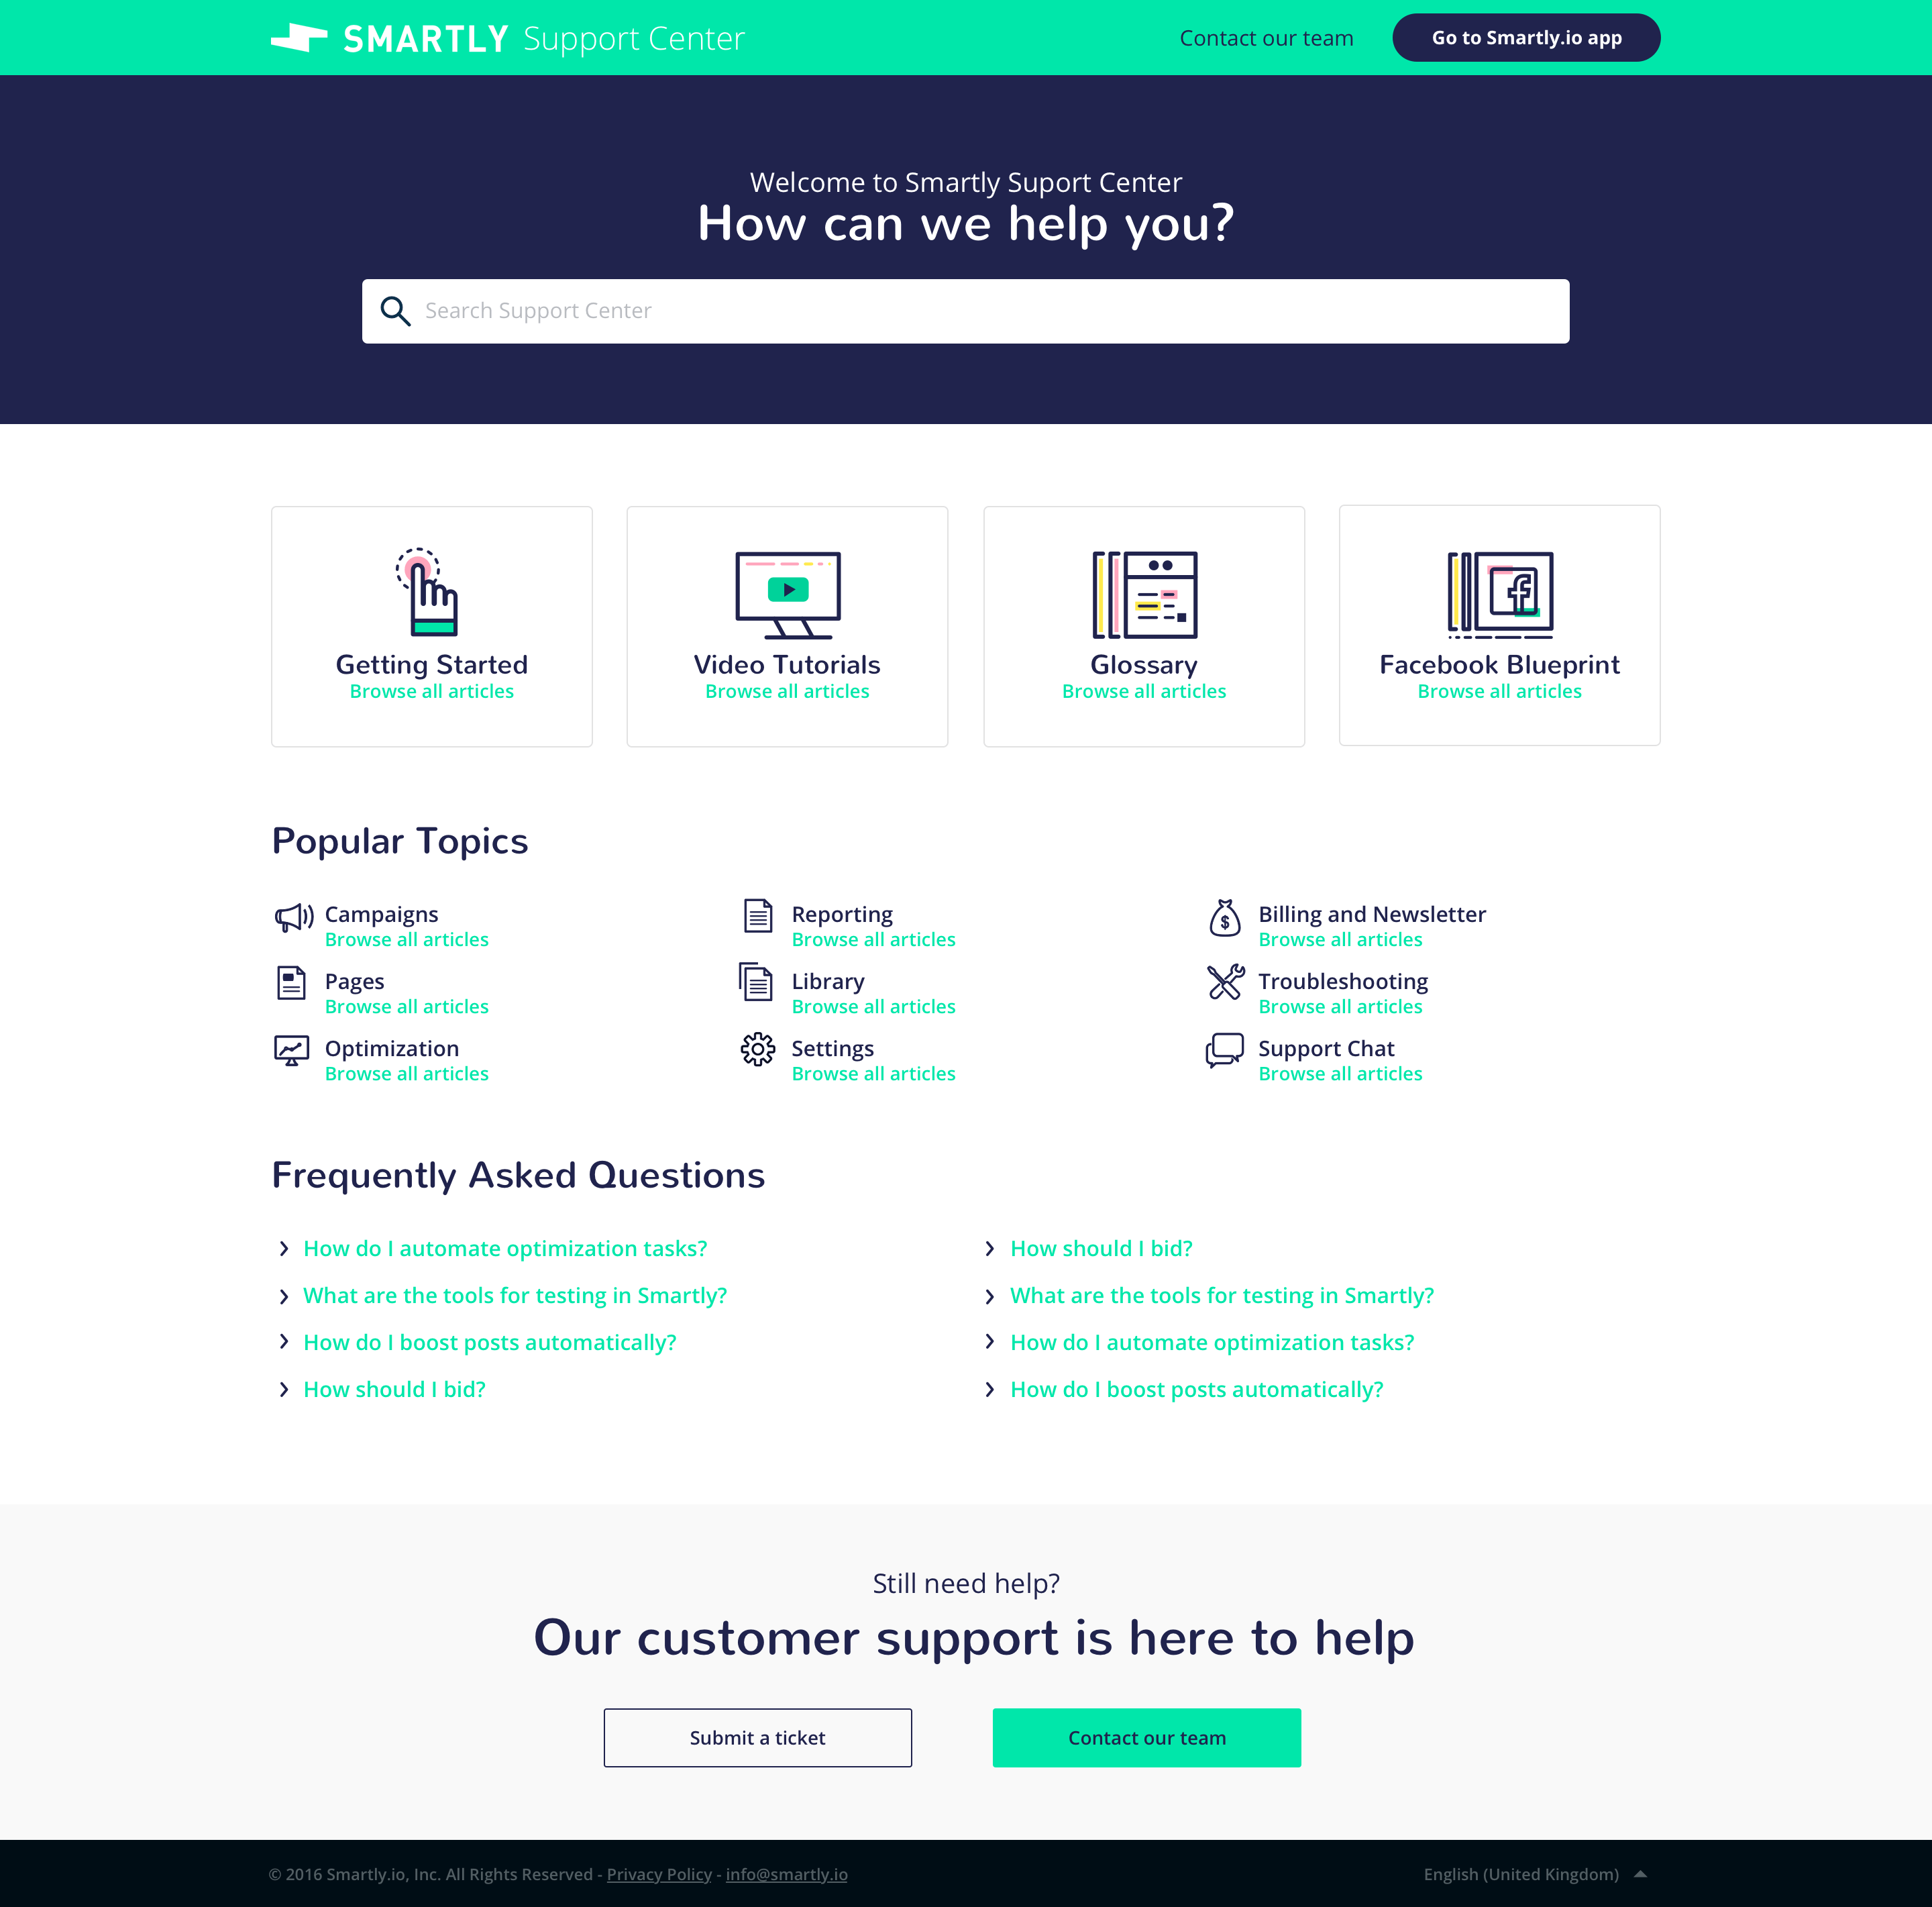 SMARTLY Support Center
Contact our team
Go to Smartly.io app
Welcome to Smartly Suport Center
How can we help you?
Search Support Center
Getting Started
Browse all articles
Video Tutorials
Browse all articles
Glossary
Browse all articles
Facebook Blueprint
Browse all articles
Popular Topics
Campaigns
Browse all articles
Reporting
Browse all articles
Billing and Newsletter
Browse all articles
Pages
Browse all articles
Library
Browse all articles
Troubleshooting
Browse all articles
Optimization
Browse all articles
Settings
Browse all articles
Support Chat
Browse all articles
Frequently Asked Questions
How do I automate optimization tasks?
What are the tools for testing in Smartly?
How do I boost posts automatically?
How should I bid?
How should I bid?
What are the tools for testing in Smartly?
How do I automate optimization tasks?
How do I boost posts automatically?
Still need help?
Our customer support is here to help
Submit a ticket
Contact our team
© 2016 Smartly.io, Inc. All Rights Reserved - Privacy Policy - info@smartly.io
English (United Kingdom)